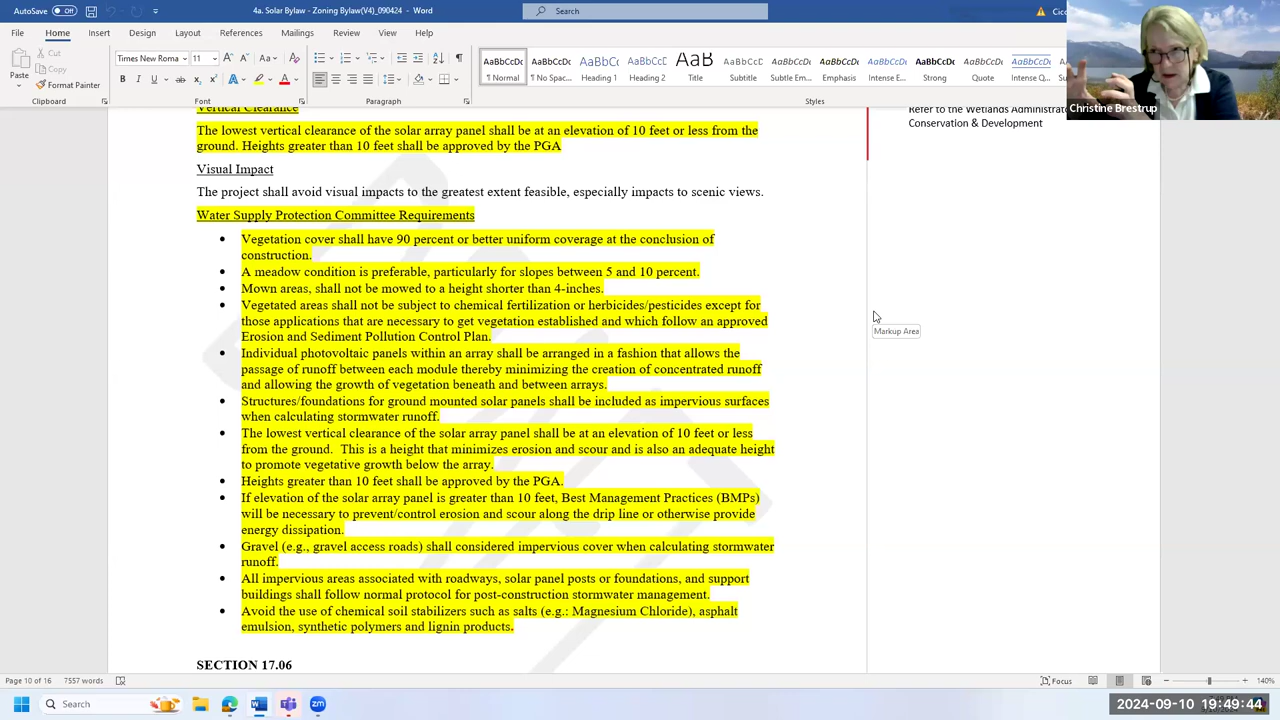 AutoSave Off 4a. Solar Bylaw - Zoning Bylaw(V4)_090424 Search Cicc
File Home Insert Draw Design Layout References Mailings Review View Help
Paste Cut Copy Format Painter
Times New Roma 11
AaBbCcDc ¶ Normal AaBbCcDc ¶ No Spac... AaBbC( Heading 1 AaBbCcD Heading 2 AaB Title AaBbCcD Subtitle AaBbCcDt Subtle Em... AaBbCcDt Emphasis AaBbCcDt Intense E... AaBbCcDc Strong AaBbCcDt Quote AaBbCcDt Intense Q...
Clipboard Font Paragraph Styles
Christine Brestrup
Vertical Clearance
The lowest vertical clearance of the solar array panel shall be at an elevation of 10 feet or less from the
ground. Heights greater than 10 feet shall be approved by the PGA
Visual Impact
The project shall avoid visual impacts to the greatest extent feasible, especially impacts to scenic views.
Water Supply Protection Committee Requirements
• Vegetation cover shall have 90 percent or better uniform coverage at the conclusion of
construction.
• A meadow condition is preferable, particularly for slopes between 5 and 10 percent.
• Mown areas, shall not be mowed to a height shorter than 4-inches.
• Vegetated areas shall not be subject to chemical fertilization or herbicides/pesticides except for
those applications that are necessary to get vegetation established and which follow an approved
Erosion and Sediment Pollution Control Plan.
• Individual photovoltaic panels within an array shall be arranged in a fashion that allows the
passage of runoff between each module thereby minimizing the creation of concentrated runoff
and allowing the growth of vegetation beneath and between arrays.
• Structures/foundations for ground mounted solar panels shall be included as impervious surfaces
when calculating stormwater runoff.
• The lowest vertical clearance of the solar array panel shall be at an elevation of 10 feet or less
from the ground.  This is a height that minimizes erosion and scour and is also an adequate height
to promote vegetative growth below the array.
• Heights greater than 10 feet shall be approved by the PGA.
• If elevation of the solar array panel is greater than 10 feet, Best Management Practices (BMPs)
will be necessary to prevent/control erosion and scour along the drip line or otherwise provide
energy dissipation.
• Gravel (e.g., gravel access roads) shall considered impervious cover when calculating stormwater
runoff.
• All impervious areas associated with roadways, solar panel posts or foundations, and support
buildings shall follow normal protocol for post-construction stormwater management.
• Avoid the use of chemical soil stabilizers such as salts (e.g.: Magnesium Chloride), asphalt
emulsion, synthetic polymers and lignin products.
SECTION 17.06
Refer to the Wetlands Administrat
Conservation & Development
Markup Area
Page 10 of 16 7557 words Focus 140%
Search 2024-09-10 19:49:44